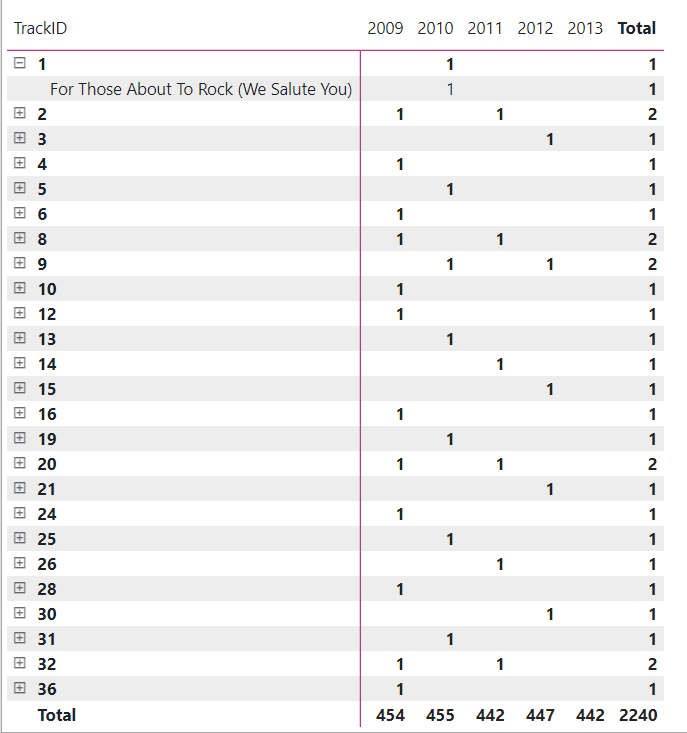 TrackID 2009 2010 2011 2012 2013 Total
1 1 1
For Those About To Rock (We Salute You) 1 1
2 1 1 2
3 1 1
4 1 1
5 1 1
6 1 1
8 1 1 2
9 1 1 2
10 1 1
12 1 1
13 1 1
14 1 1
15 1 1
16 1 1
19 1 1
20 1 1 2
21 1 1
24 1 1
25 1 1
26 1 1
28 1 1
30 1 1
31 1 1
32 1 1 2
36 1 1
Total 454 455 442 447 442 2240